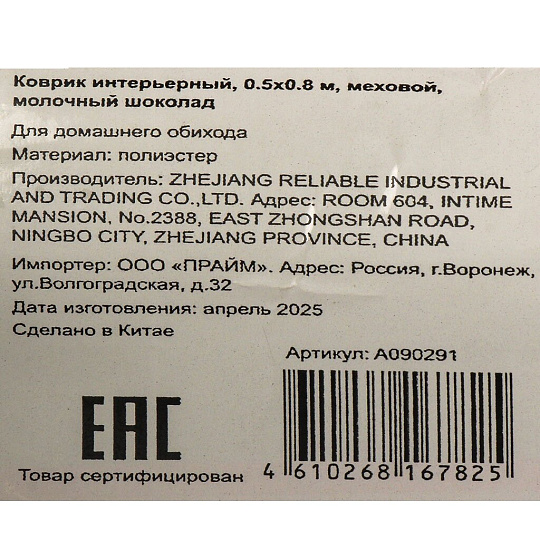 Коврик интерьерный, 0.5х0.8 м, меховой,
молочный шоколад
Для домашнего обихода
Материал: полиэстер
Производитель: ZHEJIANG RELIABLE INDUSTRIAL
AND TRADING CO.,LTD. Адрес: ROOM 604, INTIME
MANSION, No.2388, EAST ZHONGSHAN ROAD,
NINGBO CITY, ZHEJIANG PROVINCE, CHINA
Импортер: ООО «ПРАЙМ». Адрес: Россия, г.Воронеж,
ул.Волгоградская, д.32
Дата изготовления: апрель 2025
Сделано в Китае
Артикул: А090291
EAC
Товар сертифицирован
4 610268 167825